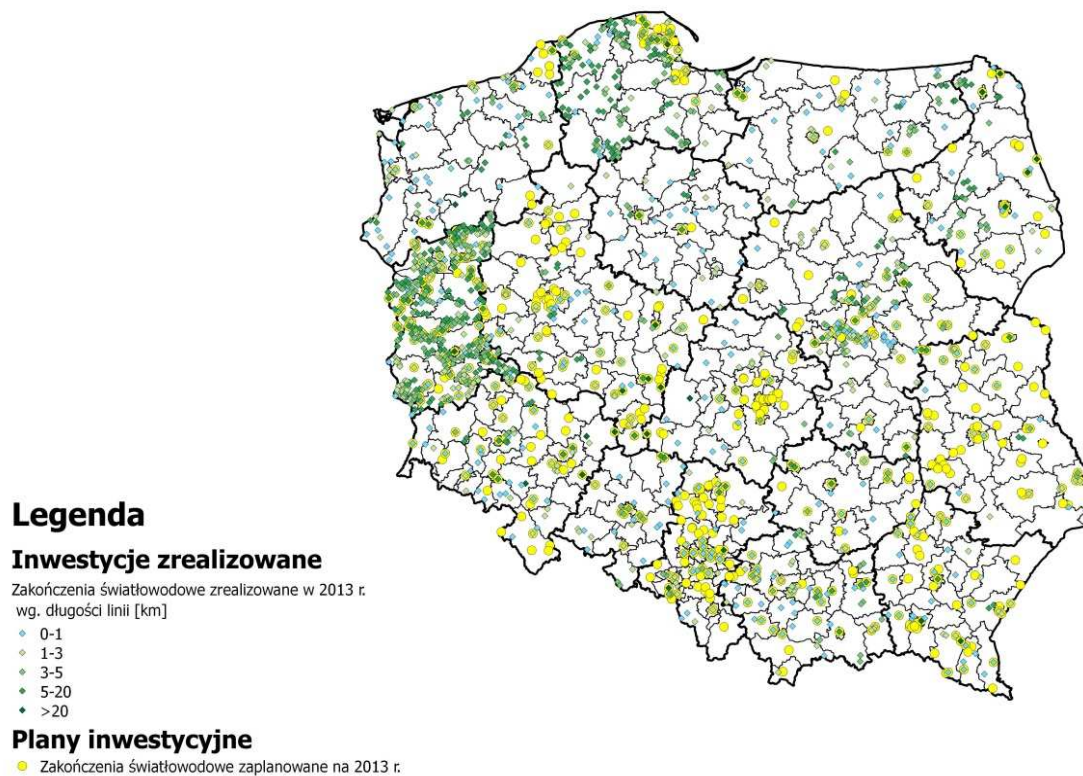 Legenda
Inwestycje zrealizowane
Zakończenia światłowodowe zrealizowane w 2013 r.
wg. długości linii [km]
0-1
1-3
3-5
5-20
>20
Plany inwestycyjne
Zakończenia światłowodowe zaplanowane na 2013 r.